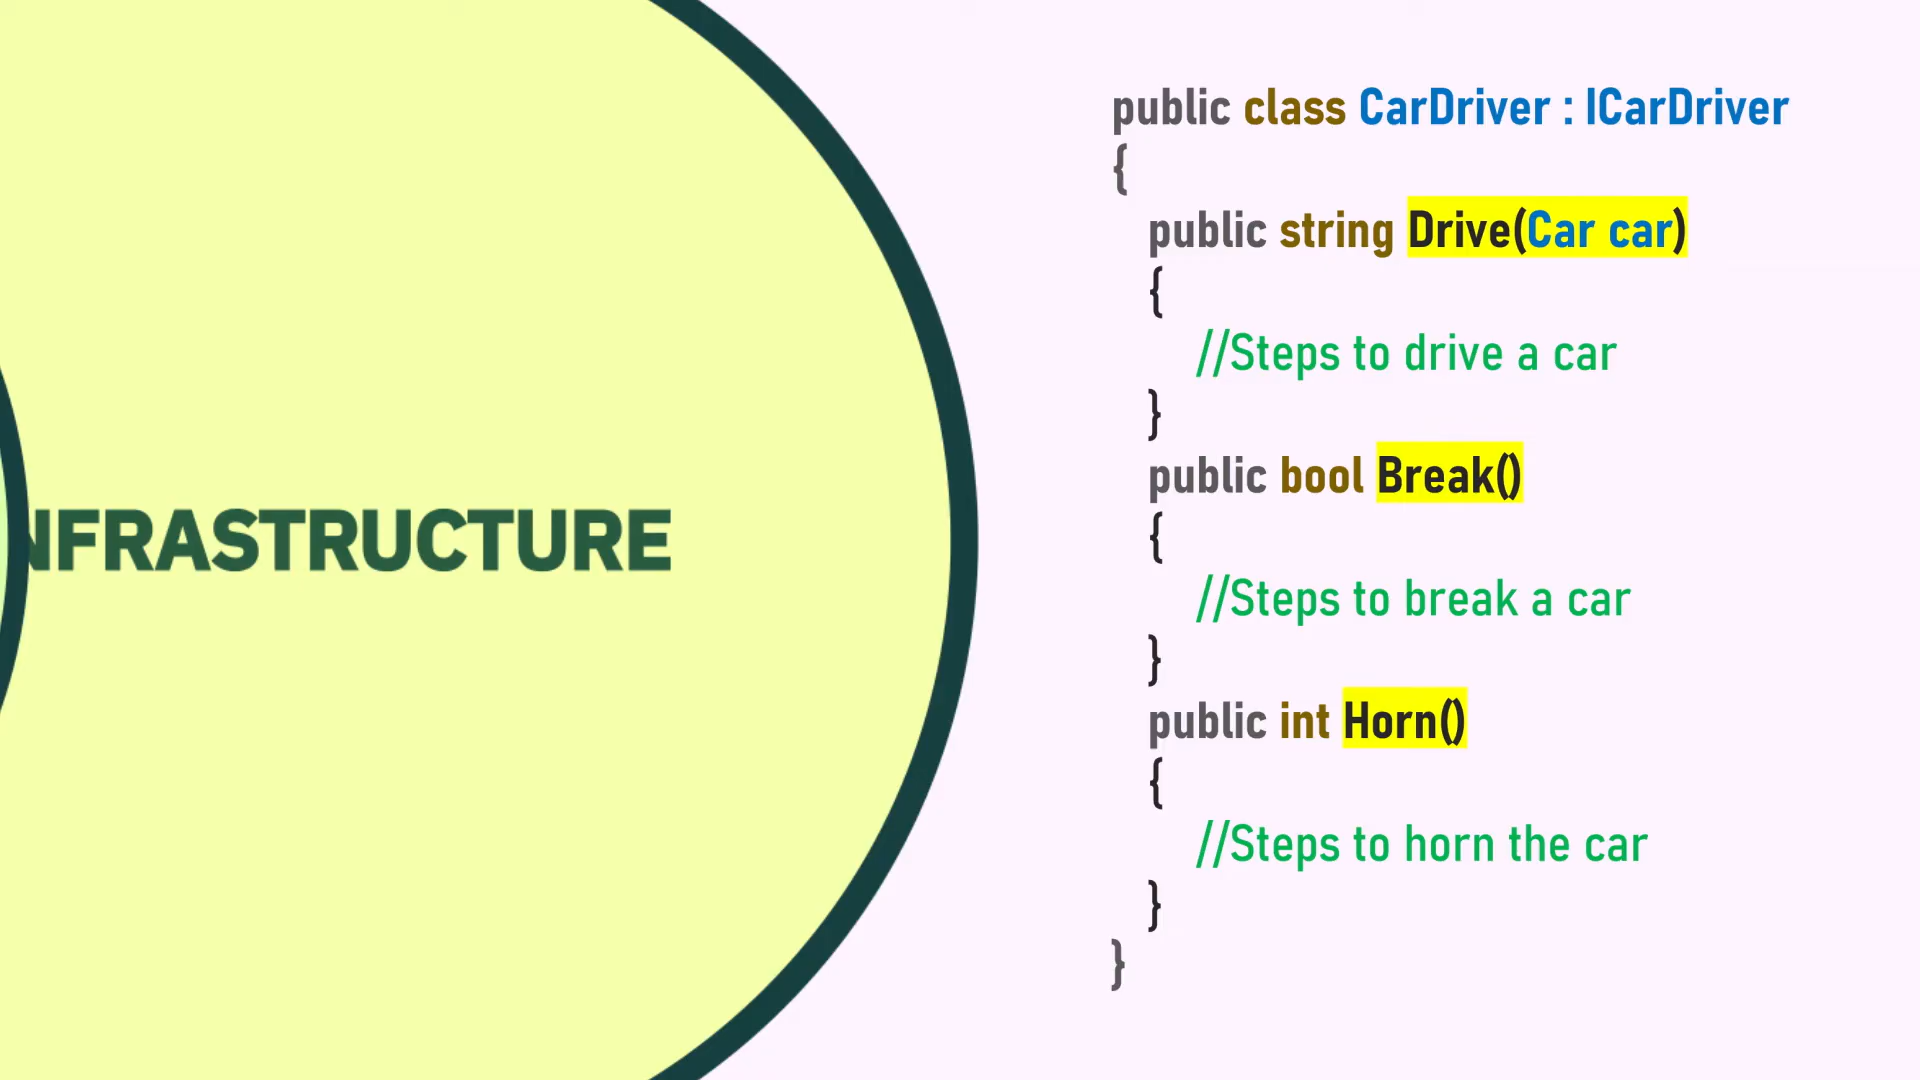 NFRASTRUCTURE
public class CarDriver : ICarDriver
{
public string Drive(Car car)
{
//Steps to drive a car
}
public bool Break()
{
//Steps to break a car
}
public int Horn()
{
//Steps to horn the car
}
}